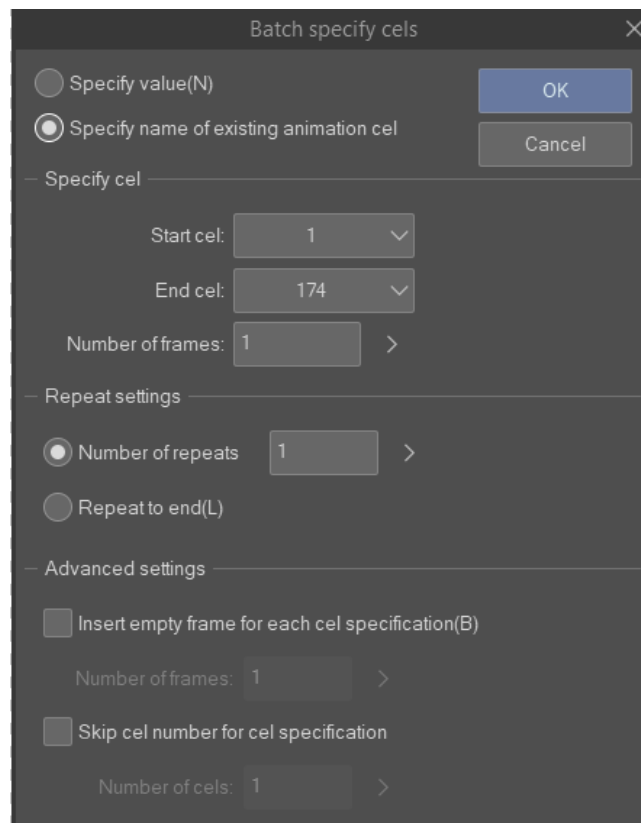 Batch specify cels
Specify value(N)
OK
Specify name of existing animation cel
Cancel
Specify cel
Start cel: 1
End cel: 174
Number of frames: 1
Repeat settings
Number of repeats 1
Repeat to end(L)
Advanced settings
Insert empty frame for each cel specification(B)
Number of frames: 1
Skip cel number for cel specification
Number of cels: 1